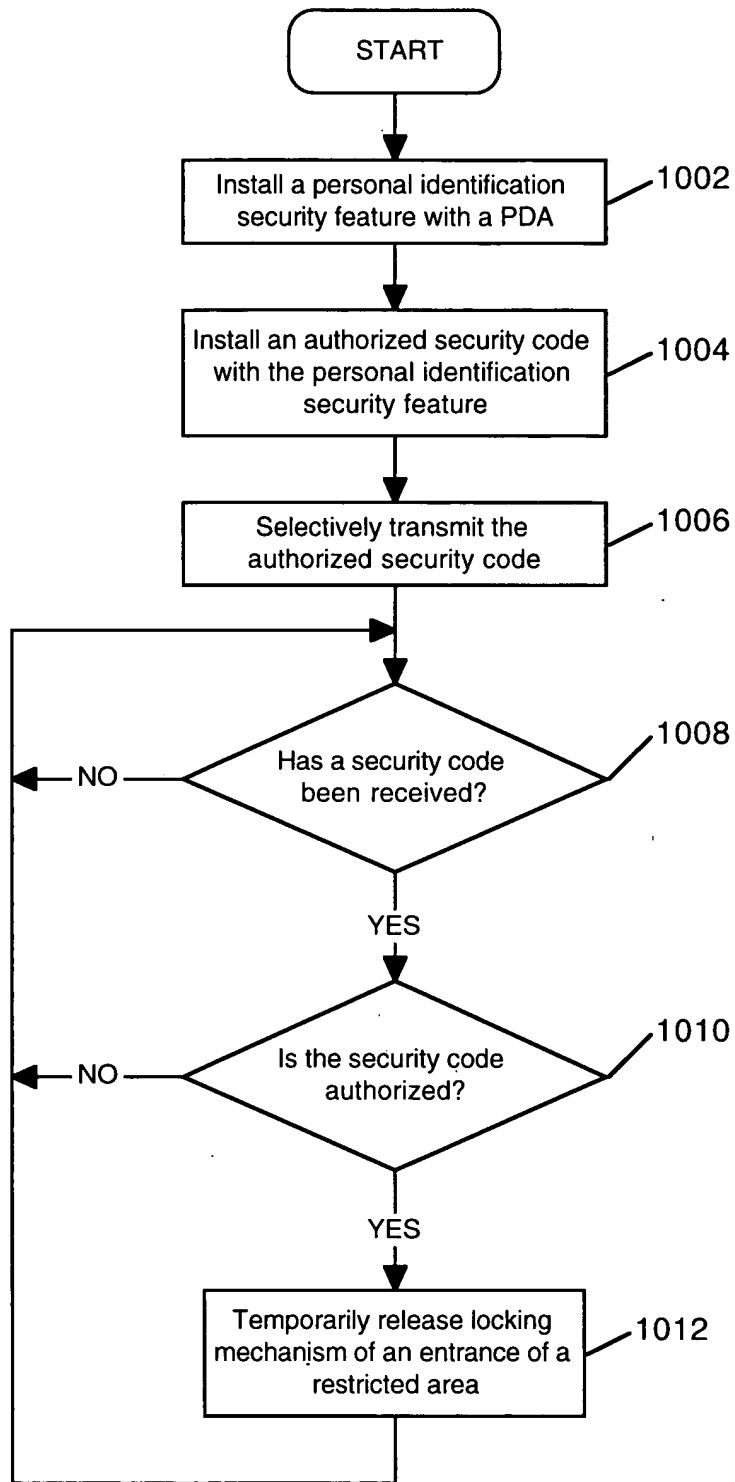 START
Install a personal identification
security feature with a PDA
1002
Install an authorized security code
with the personal identification
security feature
1004
Selectively transmit the
authorized security code
1006
Has a security code
been received?
1008
NO
YES
Is the security code
authorized?
1010
NO
YES
Temporarily release locking
mechanism of an entrance of a
restricted area
1012